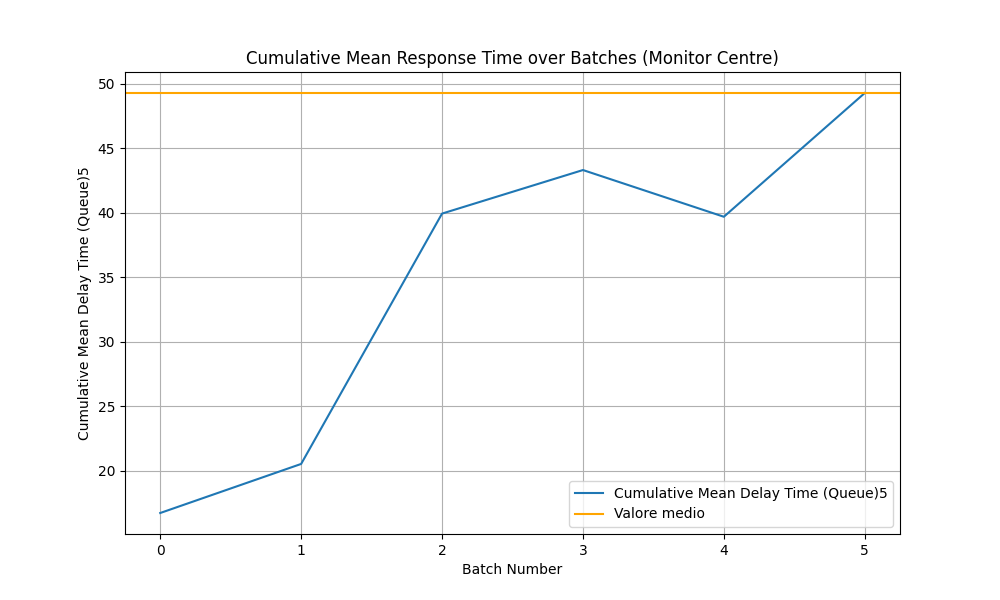 Cumulative Mean Response Time over Batches (Monitor Centre)
Cumulative Mean Delay Time (Queue)5
50
45
40
35
30
25
20
0 1 2 3 4 5
Batch Number
Cumulative Mean Delay Time (Queue)5
Valore medio